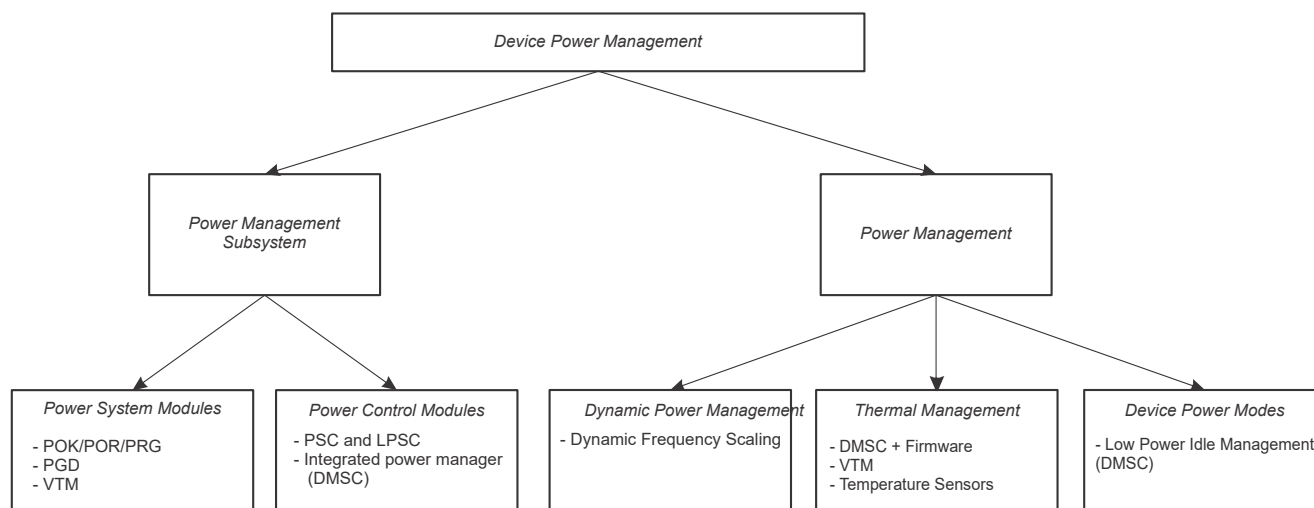 Device Power Management
Power Management
Subsystem
Power Management
Power System Modules
- POK/POR/PRG
- PGD
- VTM
Power Control Modules
- PSC and LPSC
- Integrated power manager
(DMSC)
Dynamic Power Management
- Dynamic Frequency Scaling
Thermal Management
- DMSC + Firmware
- VTM
- Temperature Sensors
Device Power Modes
- Low Power Idle Management
(DMSC)